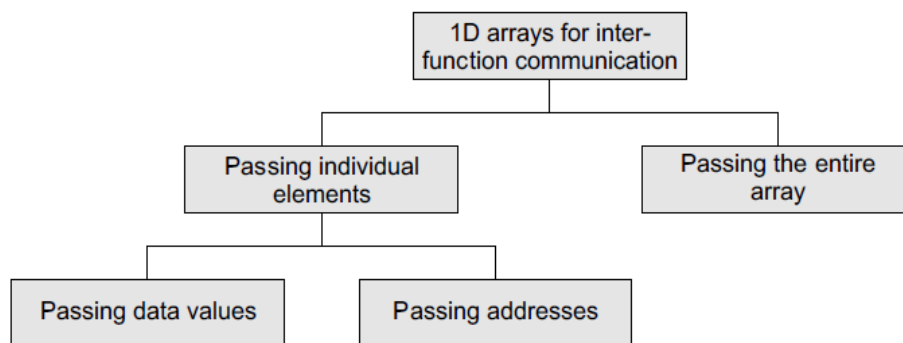 1D arrays for inter-
function communication
Passing individual
elements
Passing the entire
array
Passing data values
Passing addresses